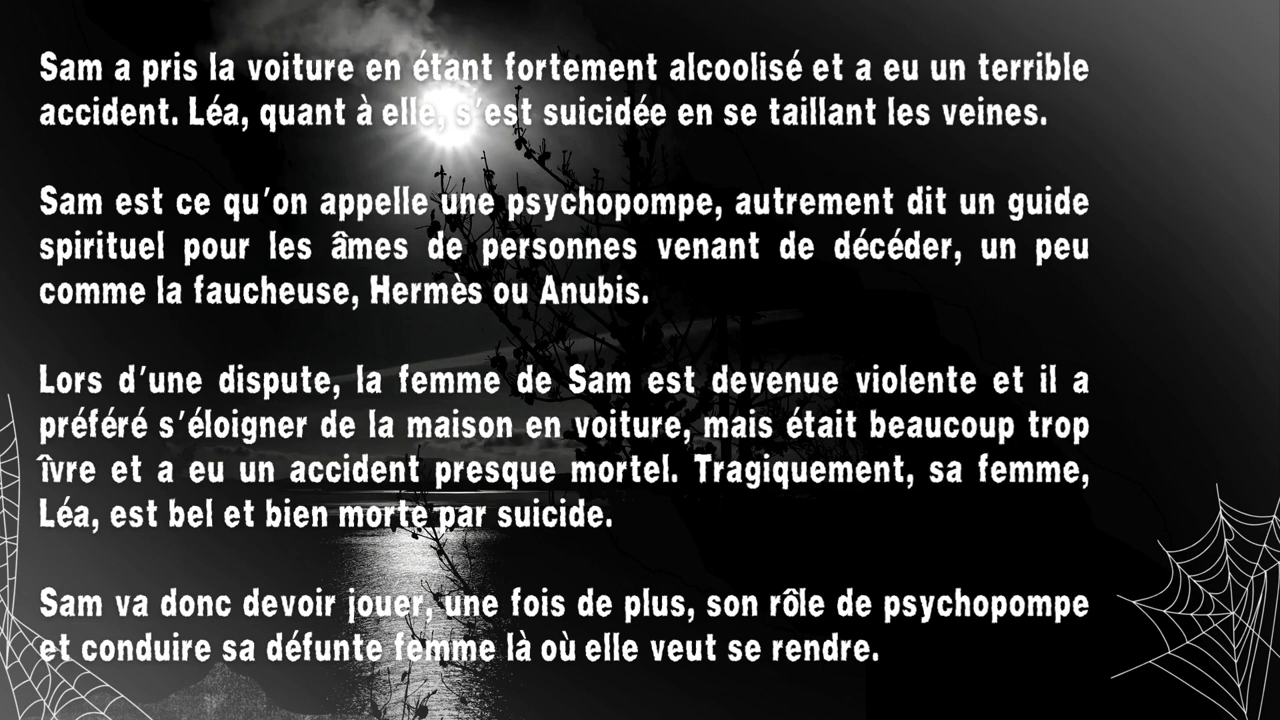 Sam a pris la voiture en étant fortement alcoolisé et a eu un terrible
accident. Léa, quant à elle, s'est suicidée en se taillant les veines.
Sam est ce qu'on appelle une psychopompe, autrement dit un guide
spirituel pour les âmes de personnes venant de décéder, un peu
comme la faucheuse, Hermès ou Anubis.
Lors d'une dispute, la femme de Sam est devenue violente et il a
préféré s'éloigner de la maison en voiture, mais était beaucoup trop
îvre et a eu un accident presque mortel. Tragiquement, sa femme,
Léa, est bel et bien morte par suicide.
Sam va donc devoir jouer, une fois de plus, son rôle de psychopompe
et conduire sa défunte femme là où elle veut se rendre.